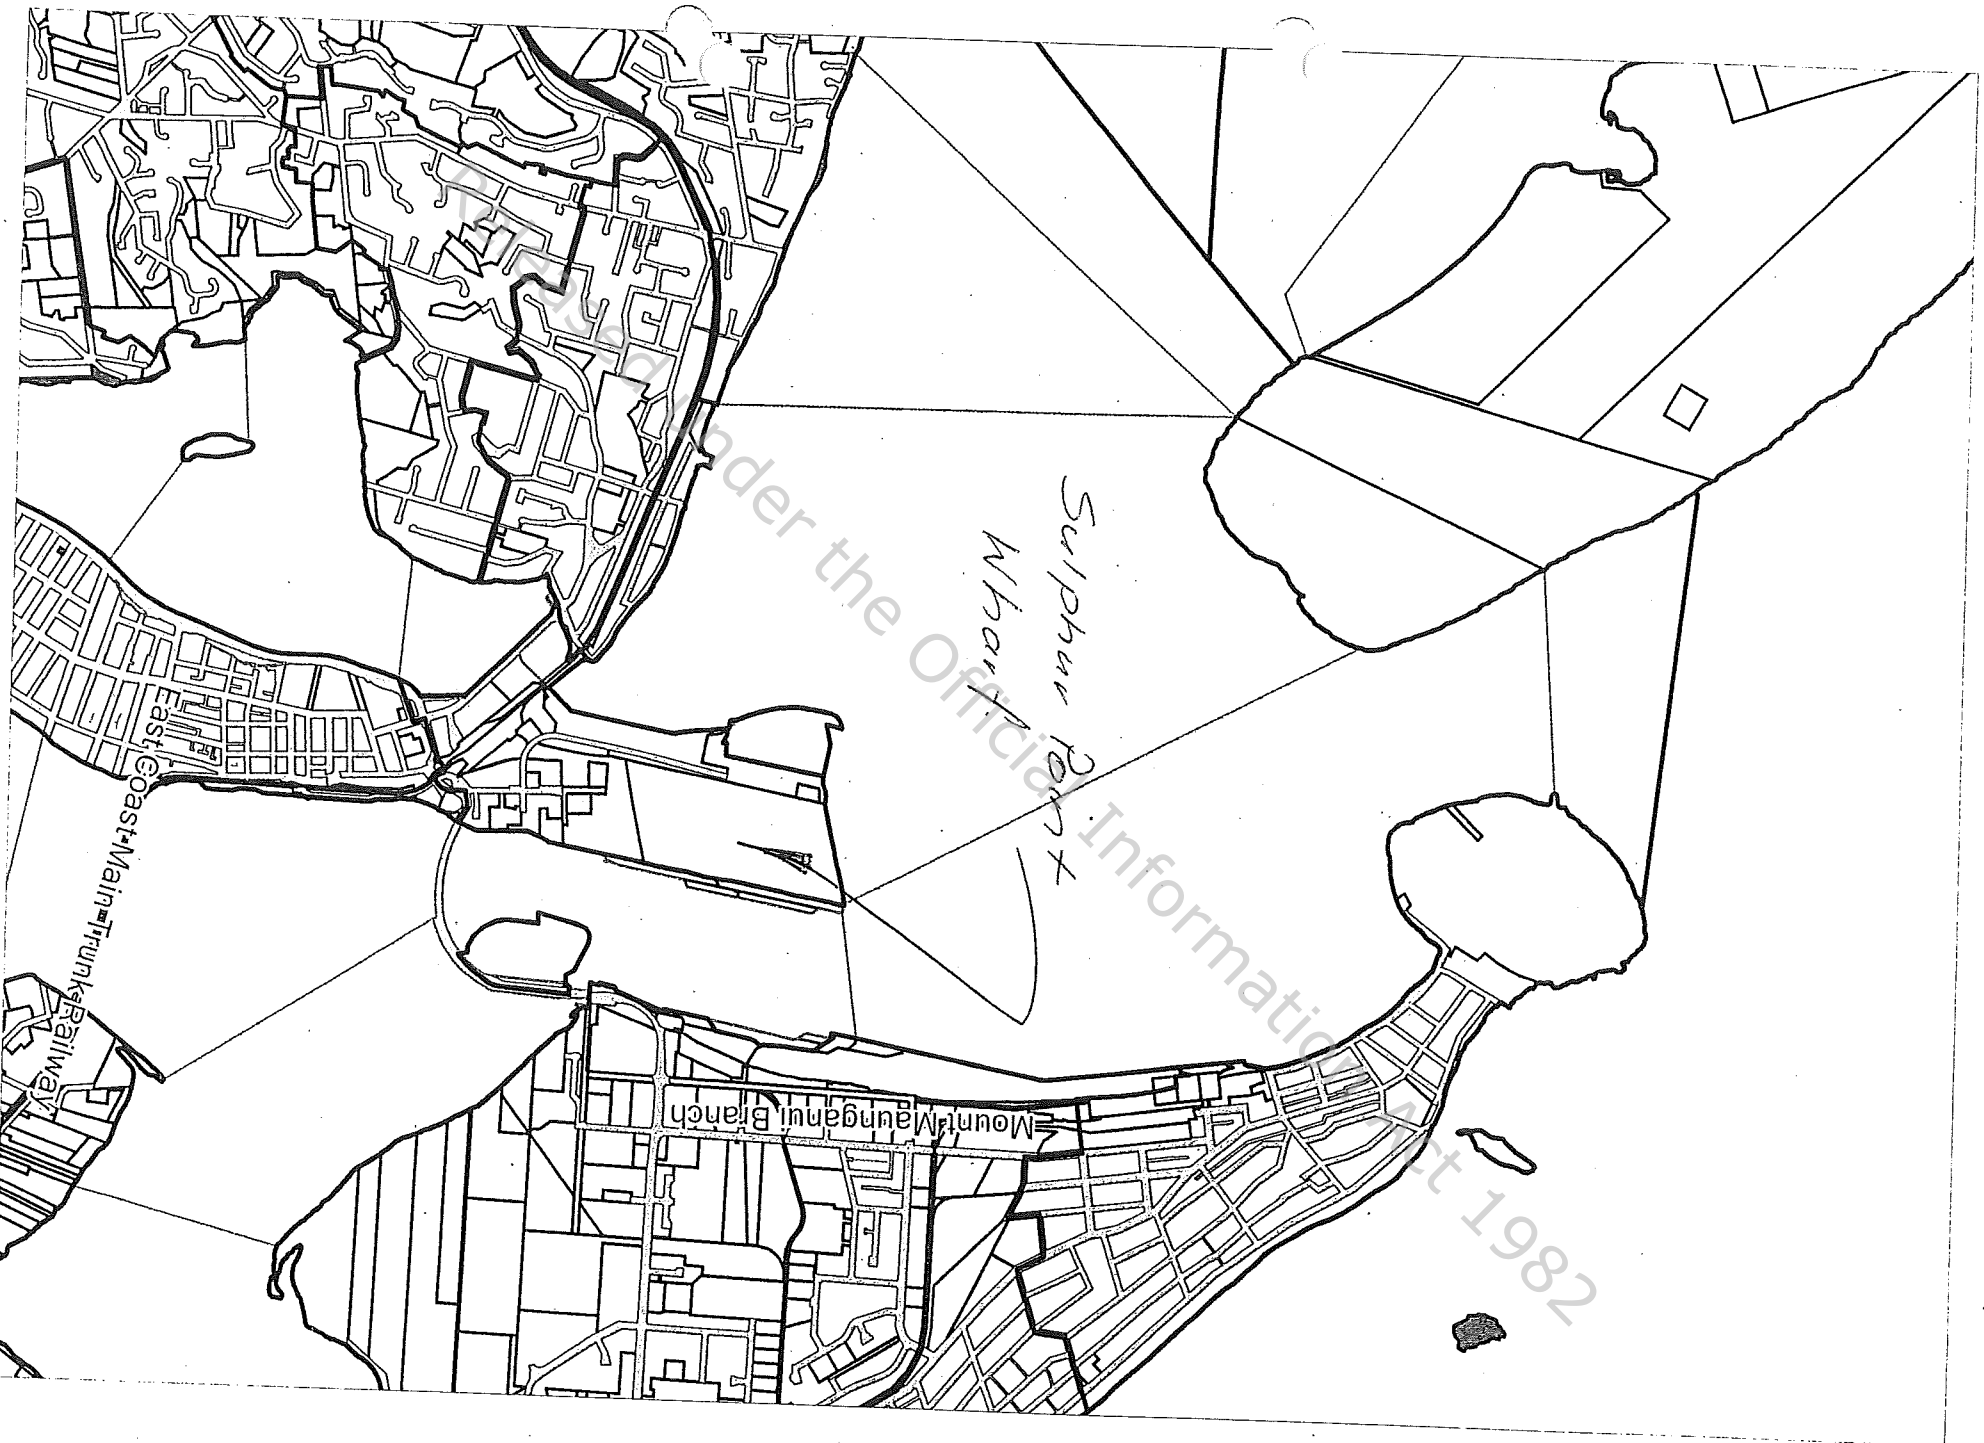 Sulphur Point
Wharf
East Coast Main Trunk Railway
Mount Maunganui Branch
Released under the Official Information Act 1982